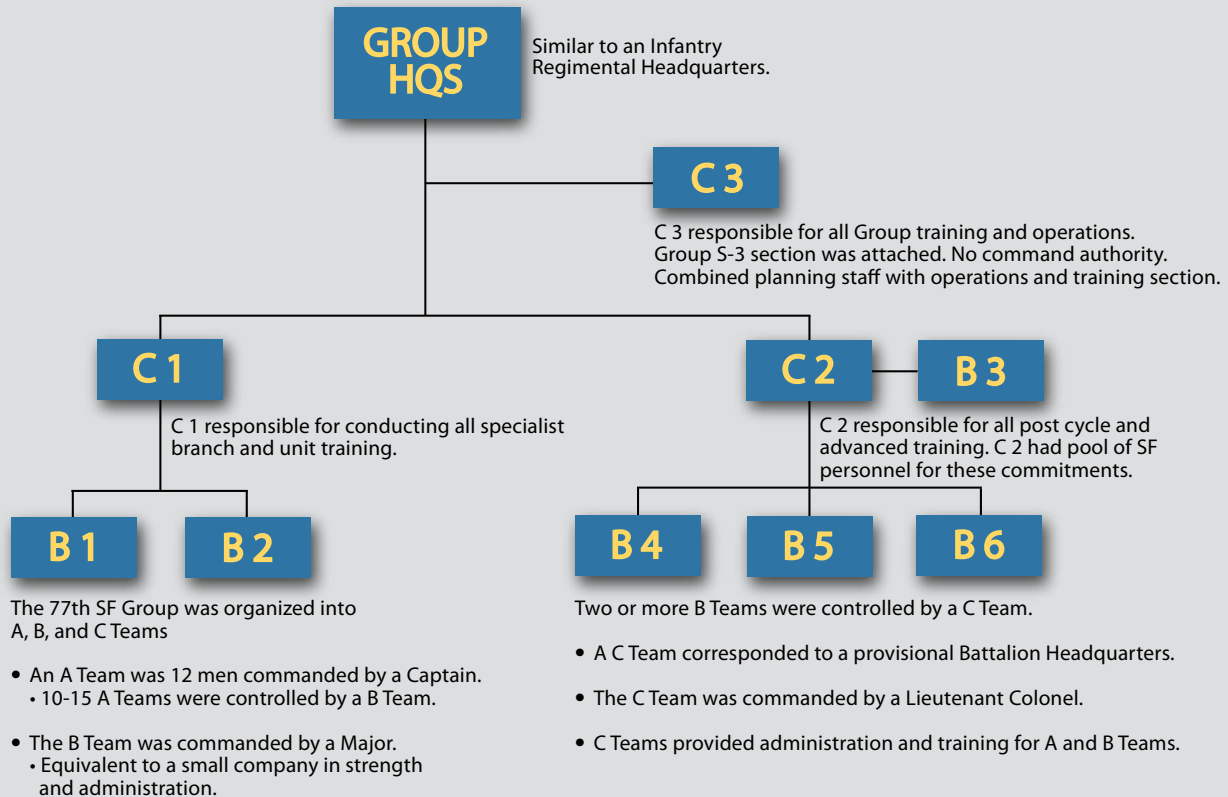 GROUP
HQS
Similar to an Infantry
Regimental Headquarters.
C 3
C 3 responsible for all Group training and operations.
Group S-3 section was attached. No command authority.
Combined planning staff with operations and training section.
C 1
C 1 responsible for conducting all specialist
branch and unit training.
C 2
B 3
C 2 responsible for all post cycle and
advanced training. C 2 had pool of SF
personnel for these commitments.
B 1
B 2
B 4
B 5
B 6
The 77th SF Group was organized into
A, B, and C Teams
• An A Team was 12 men commanded by a Captain.
• 10-15 A Teams were controlled by a B Team.
• The B Team was commanded by a Major.
• Equivalent to a small company in strength
and administration.
Two or more B Teams were controlled by a C Team.
• A C Team corresponded to a provisional Battalion Headquarters.
• The C Team was commanded by a Lieutenant Colonel.
• C Teams provided administration and training for A and B Teams.